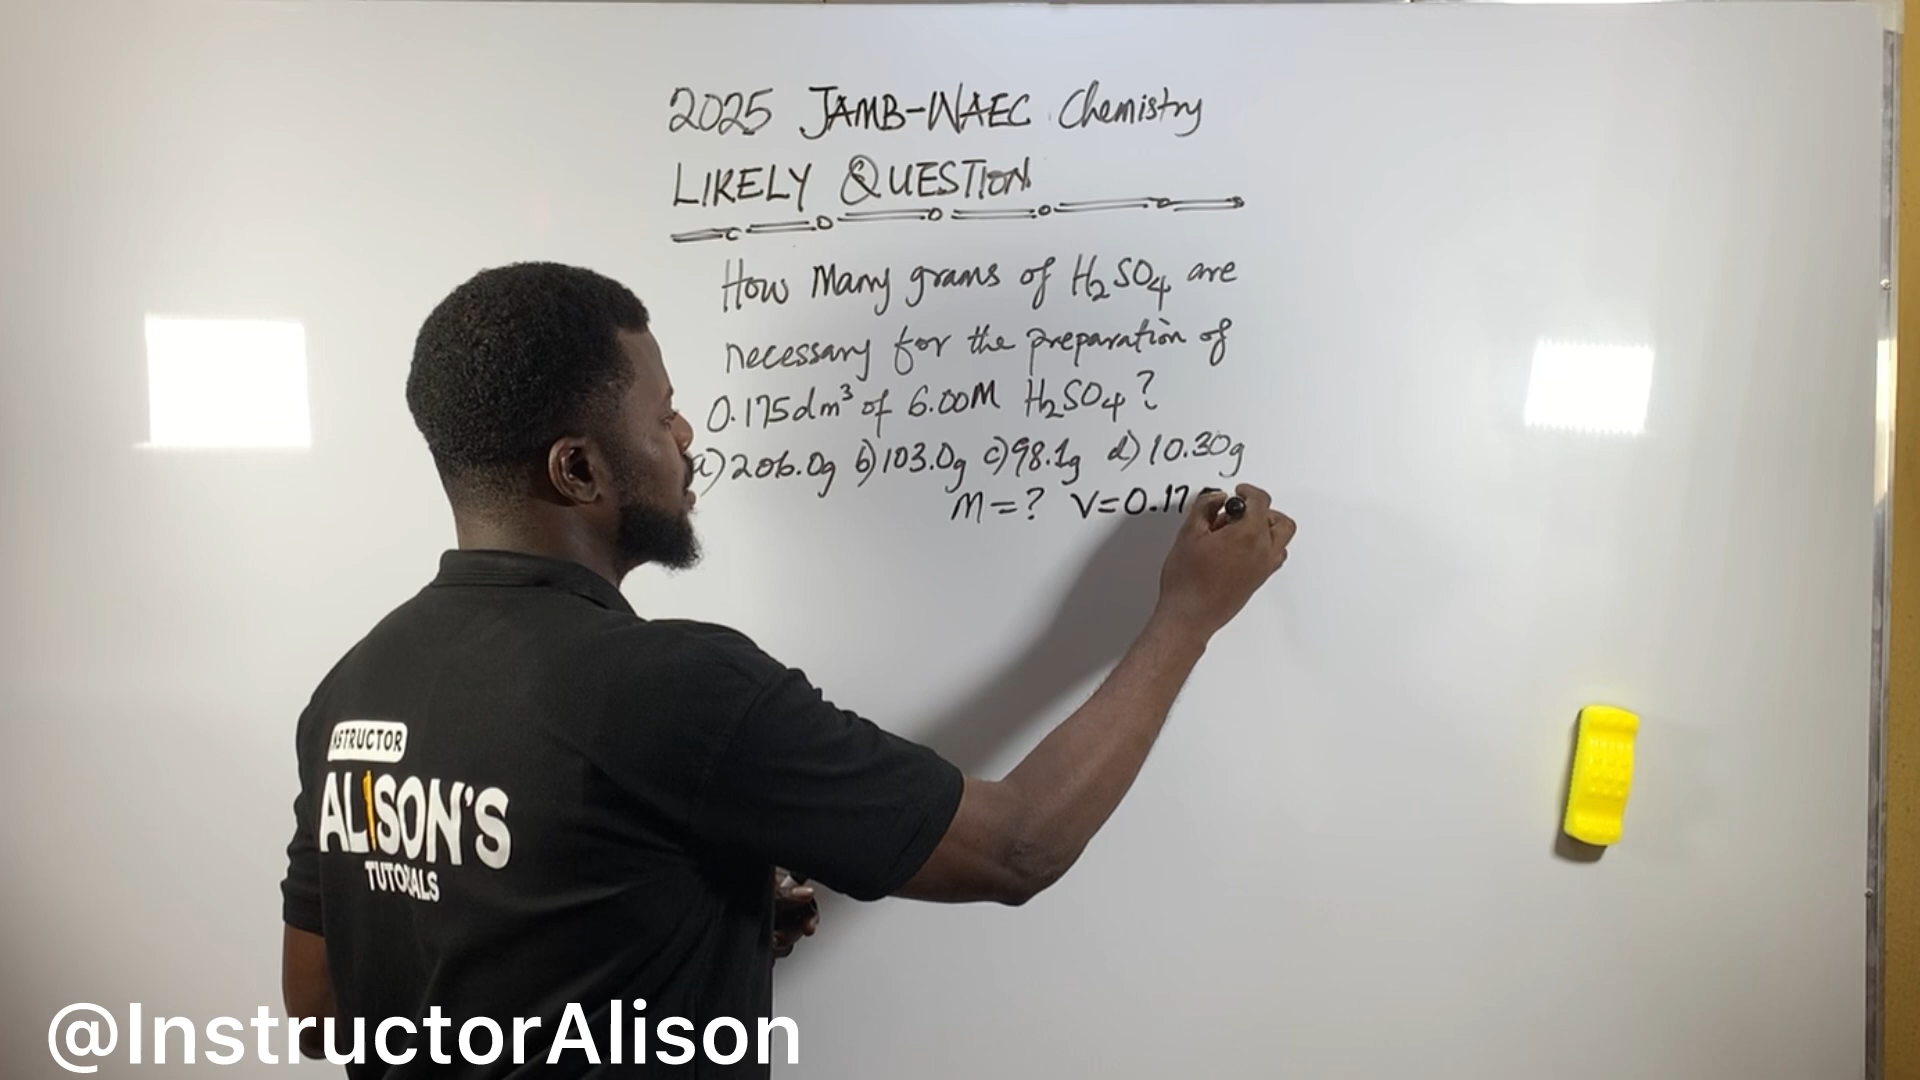 2025 JAMB-WAEC Chemistry
LIKELY QUESTION
How Many grams of H₂SO₄ are
necessary for the preparation of
0.175dm³ of 6.00M H₂SO₄?
a) 206.0g b) 103.0g c) 98.1g d) 10.30g
M=? V=0.17
INSTRUCTOR
ALISON'S
TUTORIALS
@InstructorAlison